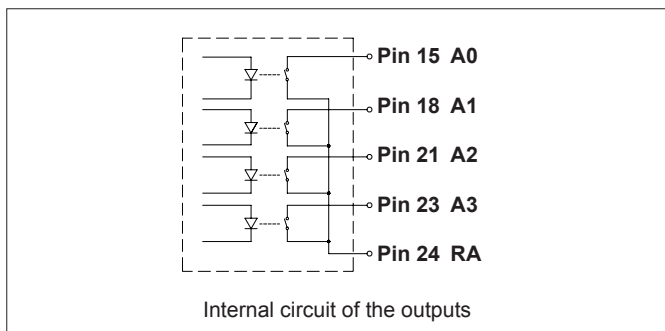 Pin 15 A0
Pin 18 A1
Pin 21 A2
Pin 23 A3
Pin 24 RA
Internal circuit of the outputs